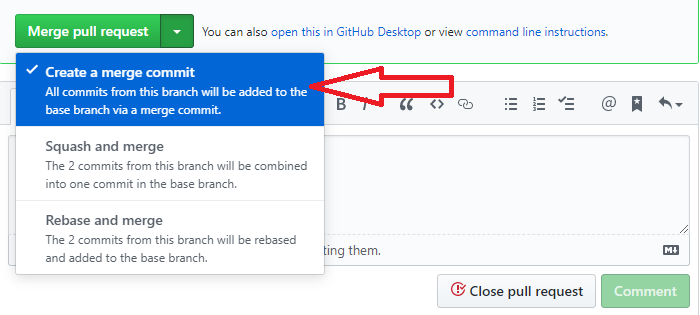 Merge pull request
You can also open this in GitHub Desktop or view command line instructions.
Create a merge commit
All commits from this branch will be added to the
base branch via a merge commit.
B I
Squash and merge
The 2 commits from this branch will be combined
into one commit in the base branch.
Rebase and merge
The 2 commits from this branch will be rebased
and added to the base branch.
ting them.
Close pull request
Comment